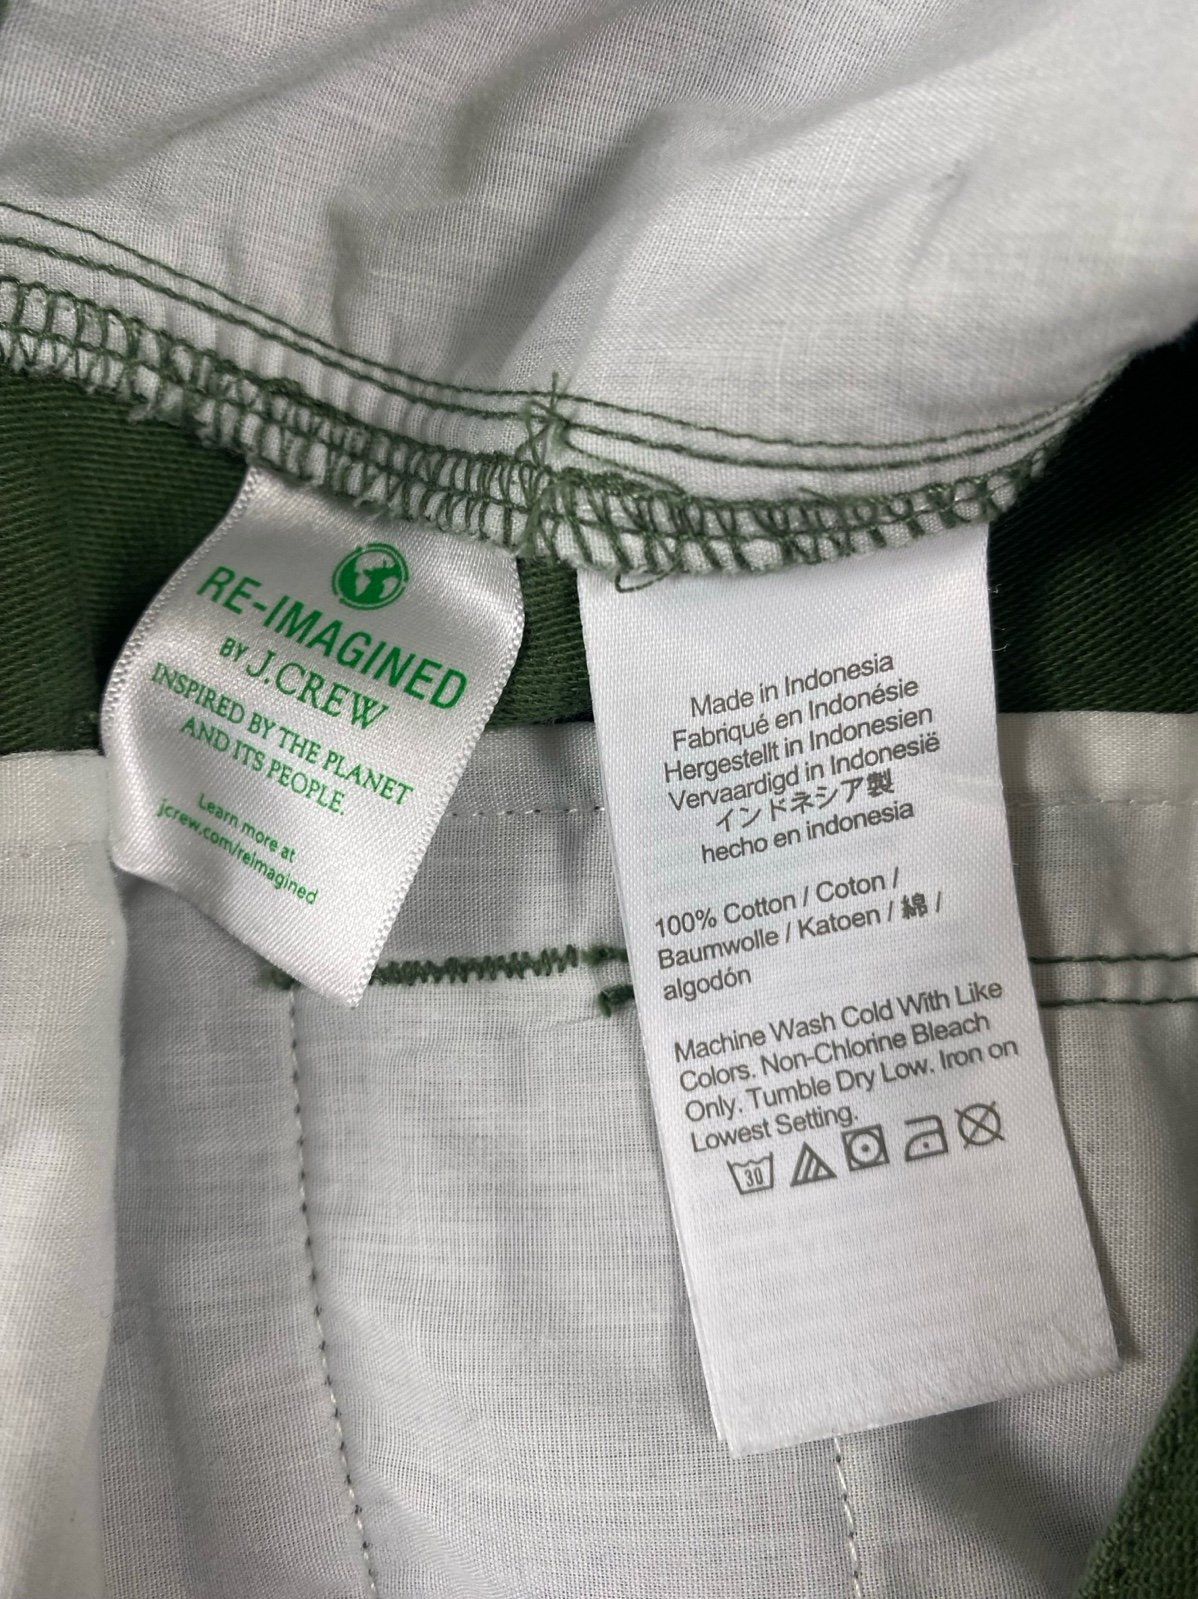 RE-IMAGINED
BY J.CREW
INSPIRED BY THE PLANET
AND ITS PEOPLE.
Learn more at
jcrew.com/reimagined
Made in Indonesia
Fabriqué en Indonésie
Hergestellt in Indonesien
Vervaardigd in Indonesië
インドネシア製
hecho en indonesia
100% Cotton / Coton /
Baumwolle / Katoen / 綿 /
algodón
Machine Wash Cold With Like
Colors. Non-Chlorine Bleach
Only. Tumble Dry Low. Iron on
Lowest Setting.
30